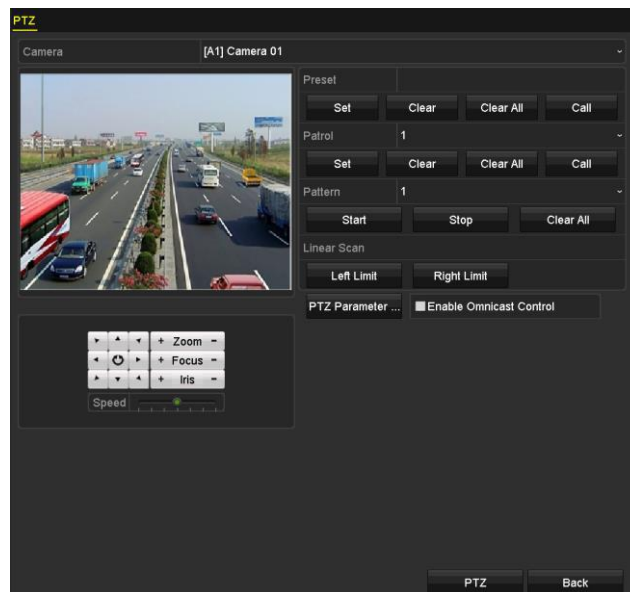 PTZ
Camera [A1] Camera 01
Preset
Set Clear Clear All Call
Patrol 1
Set Clear Clear All Call
Pattern 1
Start Stop Clear All
Linear Scan
Left Limit Right Limit
PTZ Parameter ... Enable Omnicast Control
+ Zoom -
+ Focus -
+ Iris -
Speed
PTZ Back